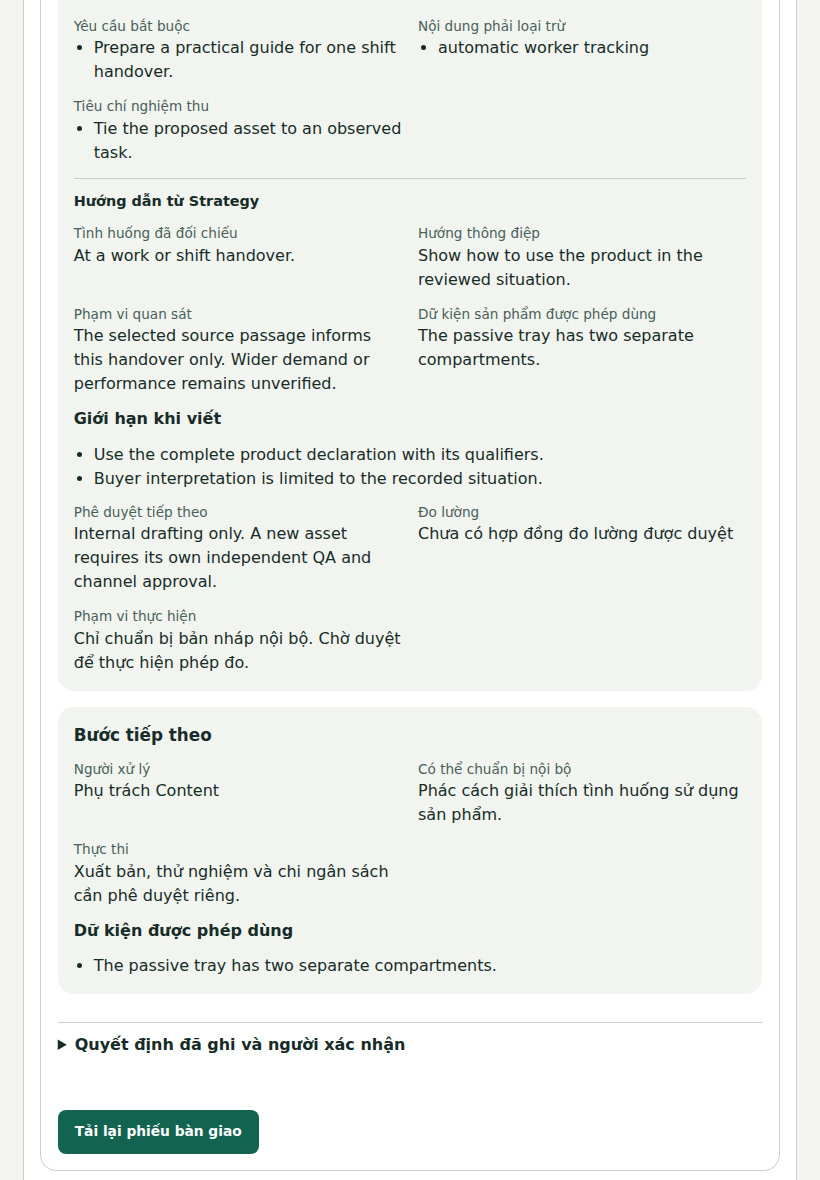 Yêu cầu bắt buộc
Prepare a practical guide for one shift
handover.
Nội dung phải loại trừ
automatic worker tracking
Tiêu chí nghiệm thu
Tie the proposed asset to an observed
task.
Hướng dẫn từ Strategy
Tình huống đã đối chiếu
At a work or shift handover.
Hướng thông điệp
Show how to use the product in the
reviewed situation.
Phạm vi quan sát
The selected source passage informs
this handover only. Wider demand or
performance remains unverified.
Dữ kiện sản phẩm được phép dùng
The passive tray has two separate
compartments.
Giới hạn khi viết
Use the complete product declaration with its qualifiers.
Buyer interpretation is limited to the recorded situation.
Phê duyệt tiếp theo
Internal drafting only. A new asset
requires its own independent QA and
channel approval.
Đo lường
Chưa có hợp đồng đo lường được duyệt
Phạm vi thực hiện
Chỉ chuẩn bị bản nháp nội bộ. Chờ duyệt
để thực hiện phép đo.
Bước tiếp theo
Người xử lý
Phụ trách Content
Có thể chuẩn bị nội bộ
Phác cách giải thích tình huống sử dụng
sản phẩm.
Thực thi
Xuất bản, thử nghiệm và chi ngân sách
cần phê duyệt riêng.
Dữ kiện được phép dùng
The passive tray has two separate compartments.
Quyết định đã ghi và người xác nhận
Tải lại phiếu bàn giao